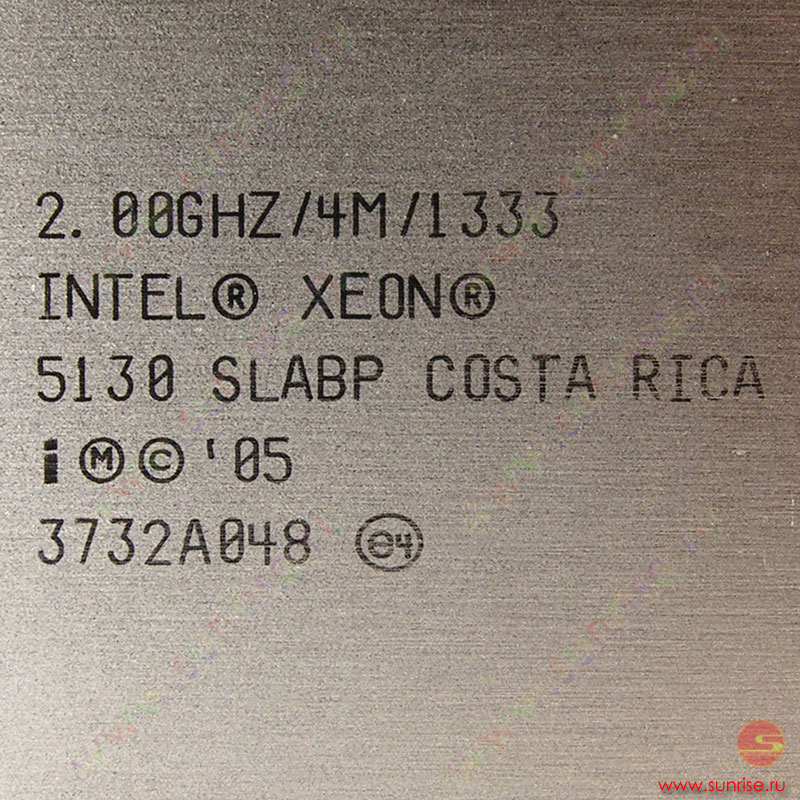 2.00GHZ/4M/1333
INTEL® XEON®
5130 SLABP COSTA RICA
i Ⓜ © '05
3732A048 e4
www.sunrise.ru